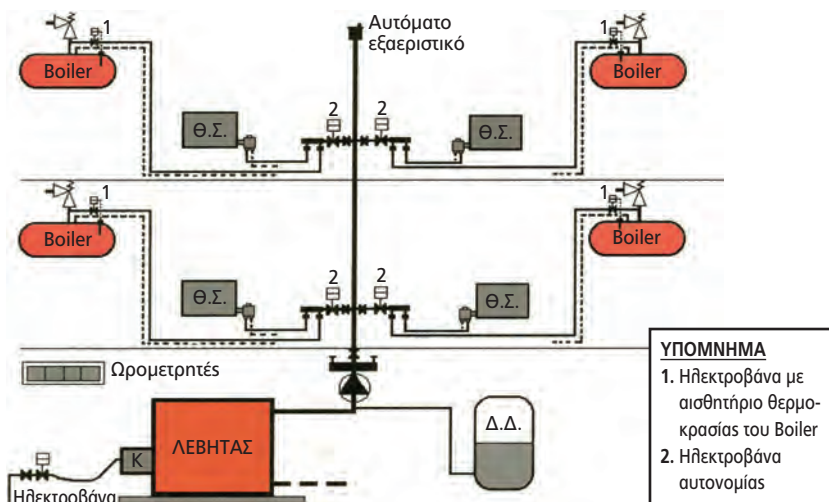 Αυτόματο
εξαεριστικό
1
1
Boiler
Boiler
2
2
Θ.Σ.
Θ.Σ.
1
1
Boiler
Boiler
2
2
Θ.Σ.
Θ.Σ.
Ωρομετρητές
ΛΕΒΗΤΑΣ
Κ
Δ.Δ.
Ηλεκτροβάνα
ΥΠΟΜΝΗΜΑ
1. Ηλεκτροβάνα με
αισθητήριο θερμο-
κρασίας του Boiler
2. Ηλεκτροβάνα
αυτονομίας